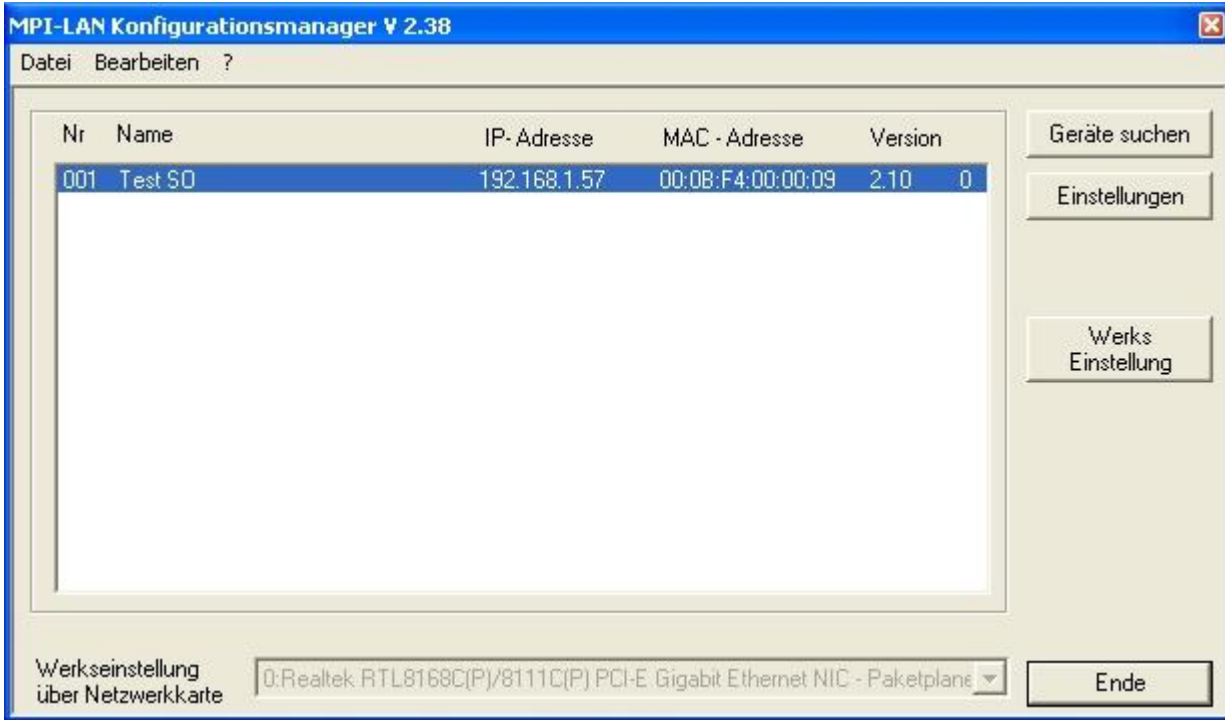 MPI-LAN Konfigurationsmanager V 2.38
Datei Bearbeiten ?
Nr Name IP-Adresse MAC - Adresse Version
001 Test SO 192.168.1.57 00:0B:F4:00:00:09 2.10 0
Geräte suchen
Einstellungen
Werks
Einstellung
Werkseinstellung
über Netzwerkkarte
0:Realtek RTL8168C(P)/8111C(P) PCI-E Gigabit Ethernet NIC - Paketplane
Ende